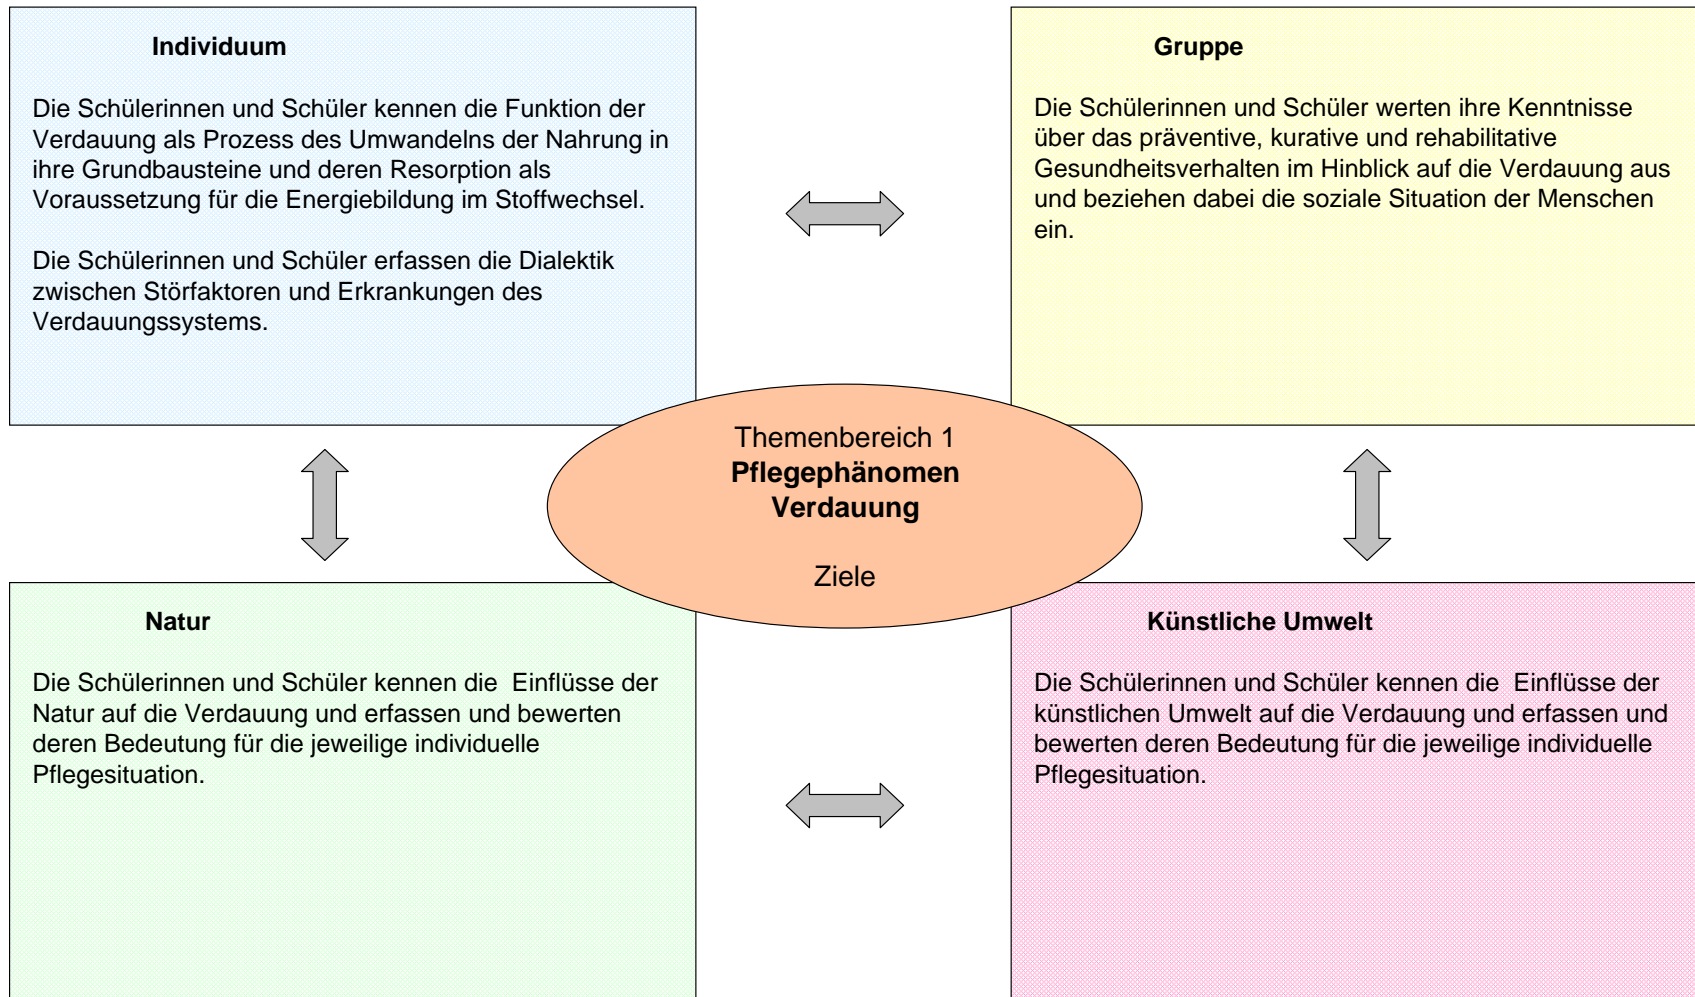 Individuum
Die Schülerinnen und Schüler kennen die Funktion der
Verdauung als Prozess des Umwandelns der Nahrung in
ihre Grundbausteine und deren Resorption als
Voraussetzung für die Energiebildung im Stoffwechsel.
Die Schülerinnen und Schüler erfassen die Dialektik
zwischen Störfaktoren und Erkrankungen des
Verdauungssystems.
Gruppe
Die Schülerinnen und Schüler werten ihre Kenntnisse
über das präventive, kurative und rehabilitative
Gesundheitsverhalten im Hinblick auf die Verdauung aus
und beziehen dabei die soziale Situation der Menschen
ein.
Themenbereich 1
Pflegephänomen
Verdauung
Ziele
Natur
Die Schülerinnen und Schüler kennen die  Einflüsse der
Natur auf die Verdauung und erfassen und bewerten
deren Bedeutung für die jeweilige individuelle
Pflegesituation.
Künstliche Umwelt
Die Schülerinnen und Schüler kennen die  Einflüsse der
künstlichen Umwelt auf die Verdauung und erfassen und
bewerten deren Bedeutung für die jeweilige individuelle
Pflegesituation.